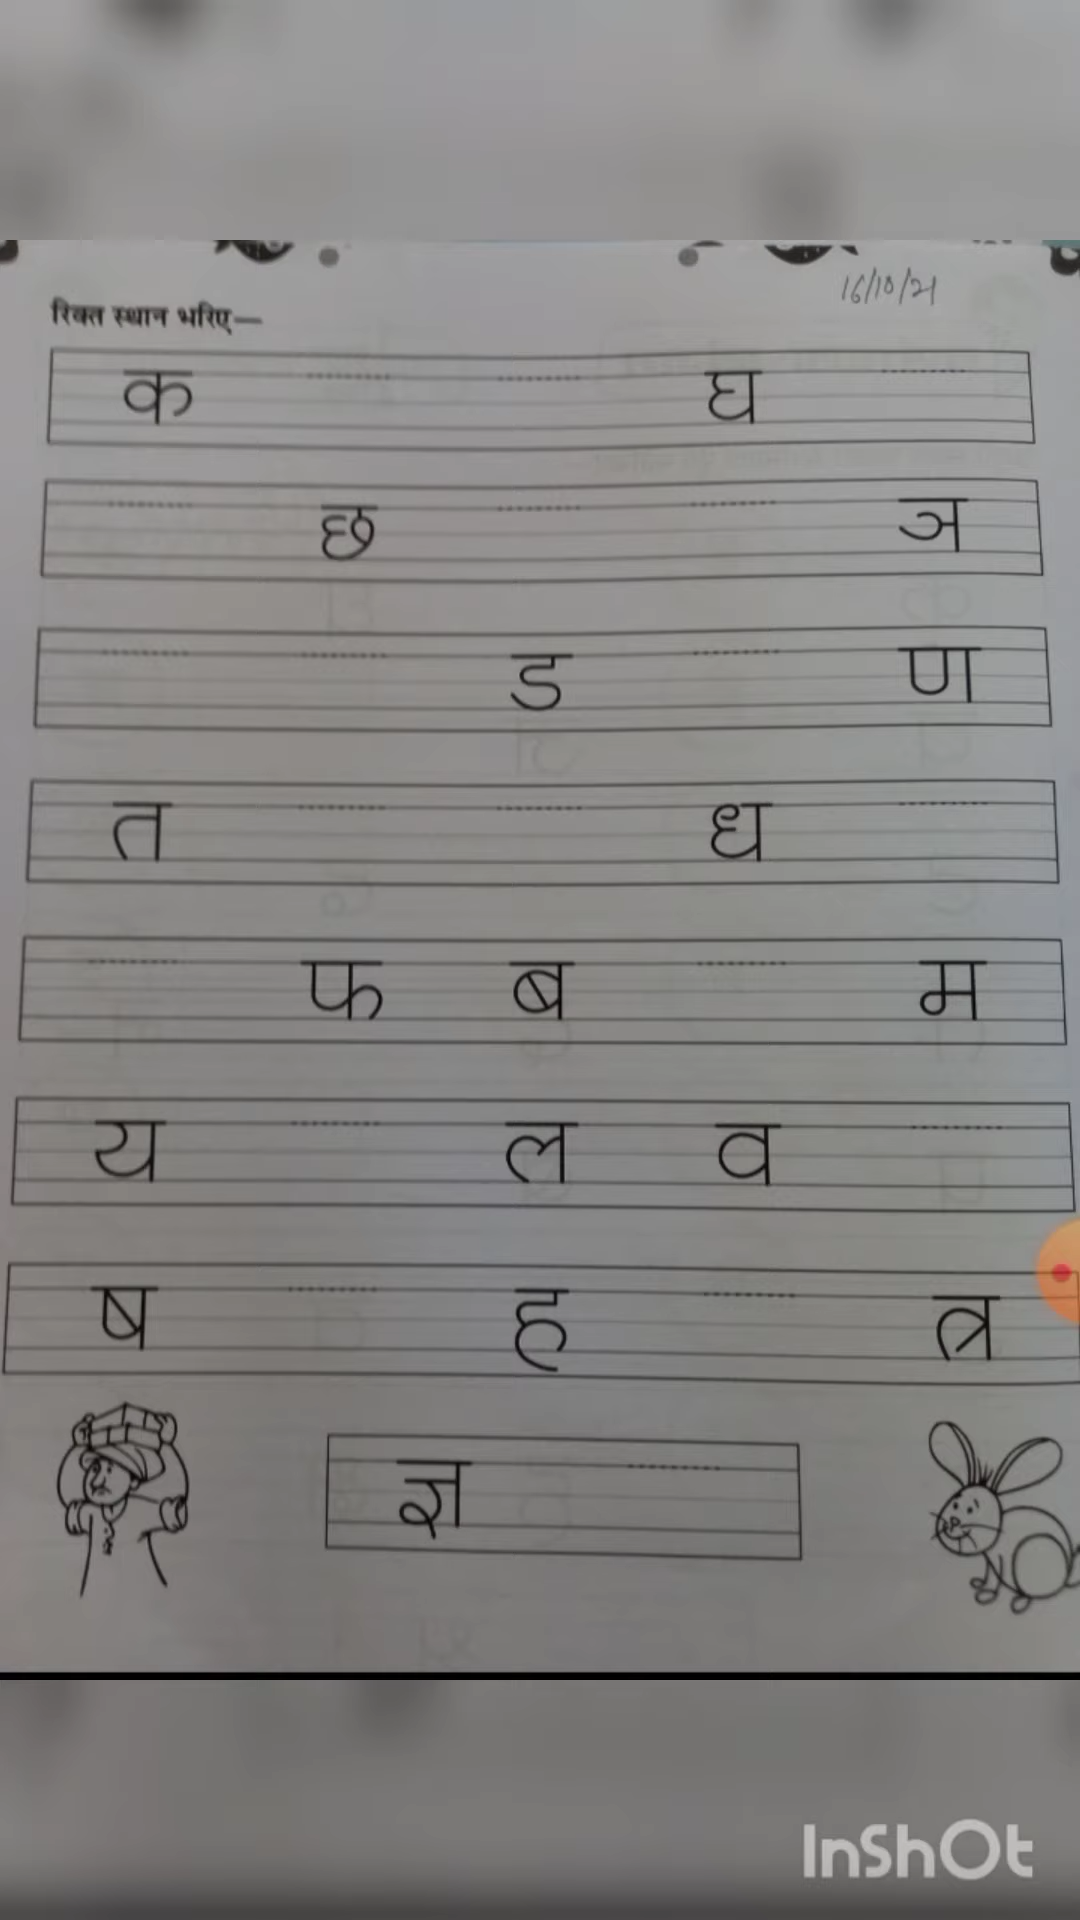 16/10/21
रिक्त स्थान भरिए—
क घ
छ ञ
ड ण
त ध
फ ब म
य ल व
ष ह त्र
ज्ञ
InShOt